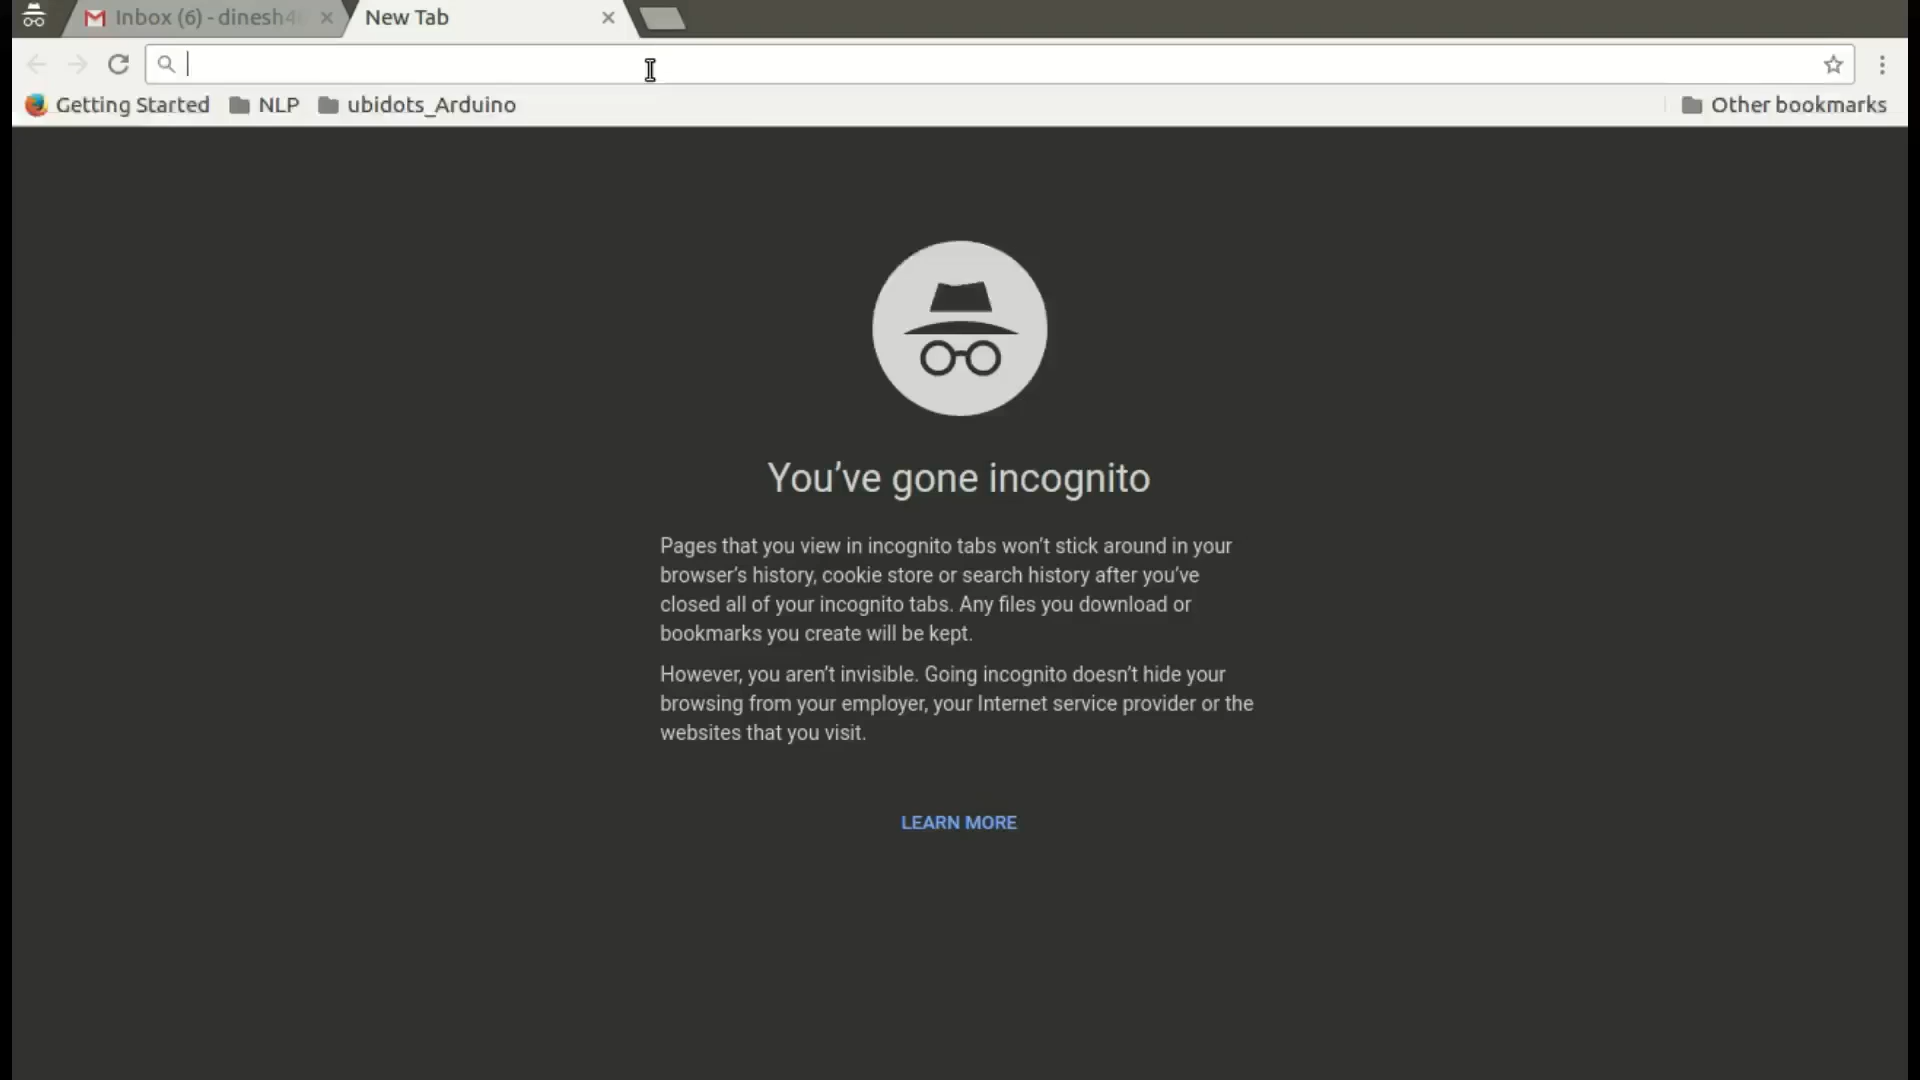 Inbox (6) - dinesh4
New Tab
Getting Started NLP ubidots_Arduino Other bookmarks
You’ve gone incognito
Pages that you view in incognito tabs won’t stick around in your
browser’s history, cookie store or search history after you’ve
closed all of your incognito tabs. Any files you download or
bookmarks you create will be kept.
However, you aren’t invisible. Going incognito doesn’t hide your
browsing from your employer, your Internet service provider or the
websites that you visit.
LEARN MORE